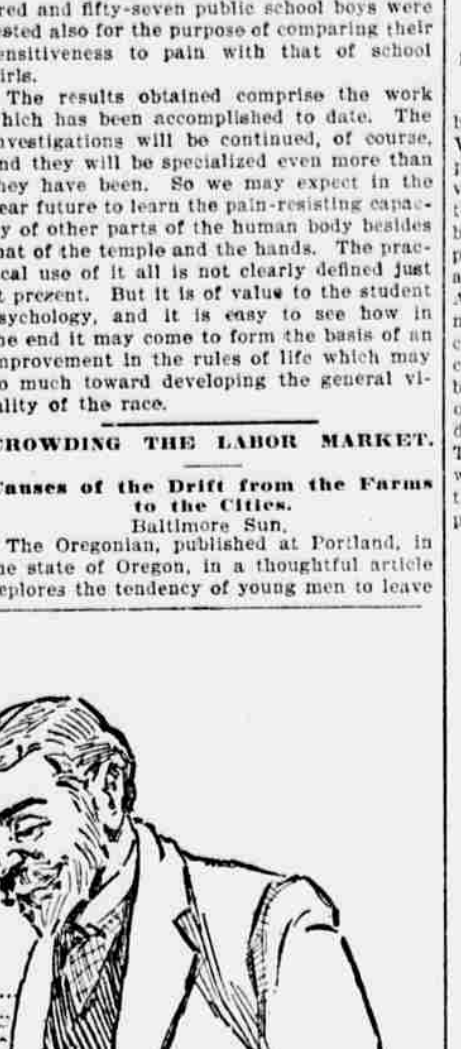 red and fifty-seven public school boys were
ested also for the purpose of comparing their
ensitiveness to pain with that of school
irls.
The results obtained comprise the work
hich has been accomplished to date. The
nvestigations will be continued, of course,
nd they will be specialized even more than
hey have been. So we may expect in the
ear future to learn the pain-resisting capac-
ty of other parts of the human body besides
hat of the temple and the hands. The prac-
ical use of it all is not clearly defined just
t present. But it is of value to the student
sychology, and it is easy to see how in
he end it may come to form the basis of an
mprovement in the rules of life which may
o much toward developing the general vi-
ality of the race.
CROWDING THE LABOR MARKET.
Causes of the Drift from the Farms
to the Cities.
Baltimore Sun.
The Oregonian, published at Portland, in
he state of Oregon, in a thoughtful article
eplores the tendency of young men to leave